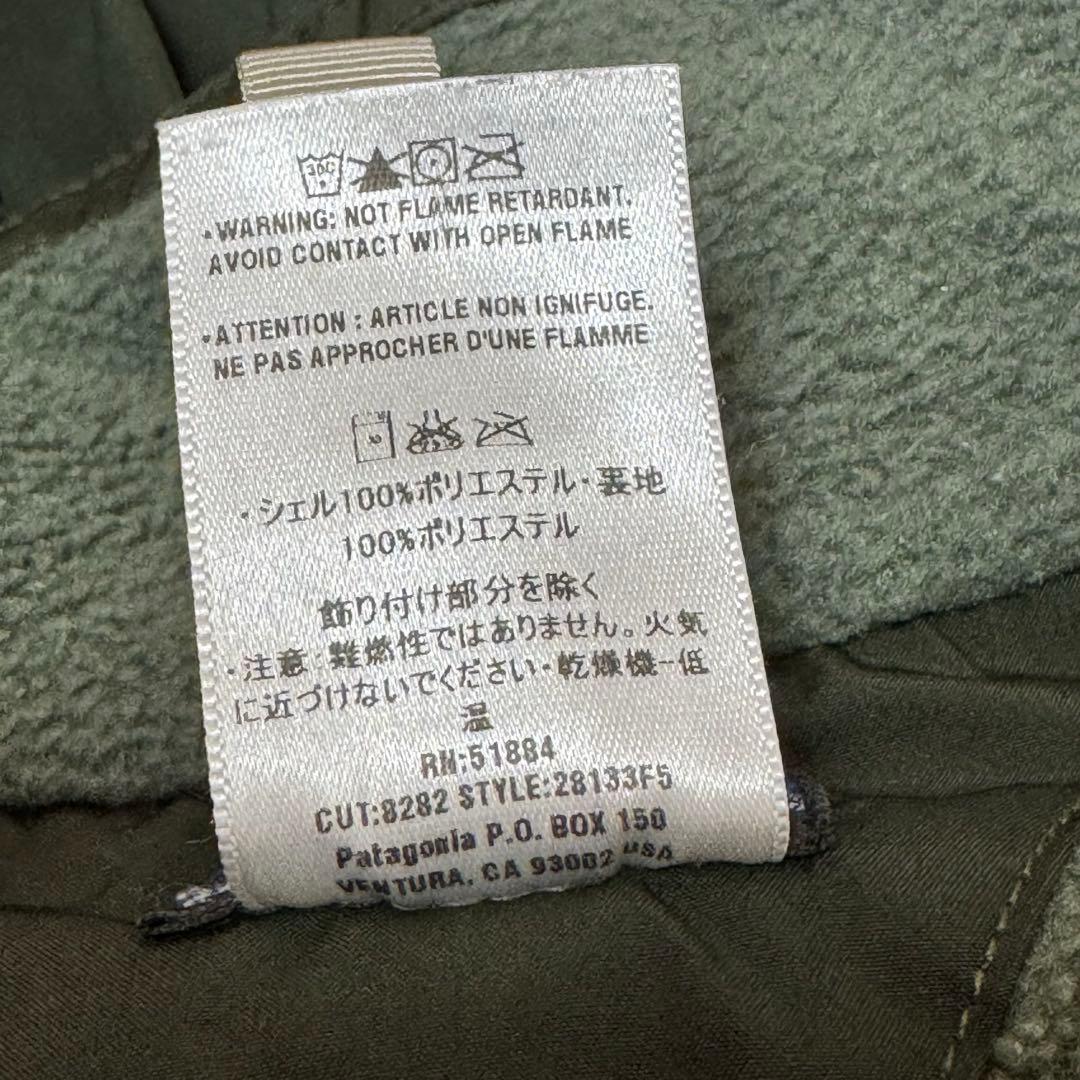 30C
•WARNING: NOT FLAME RETARDANT.
AVOID CONTACT WITH OPEN FLAME
•ATTENTION : ARTICLE NON IGNIFUGE.
NE PAS APPROCHER D'UNE FLAMME
・シェル100%ポリエステル・裏地
100%ポリエステル
飾り付け部分を除く
・注意：難燃性ではありません。火気
に近づけないでください・乾燥機−低
温
RN:51884
CUT:8282 STYLE:28133F5
Patagonia P.O. BOX 150
VENTURA, CA 93002 USA